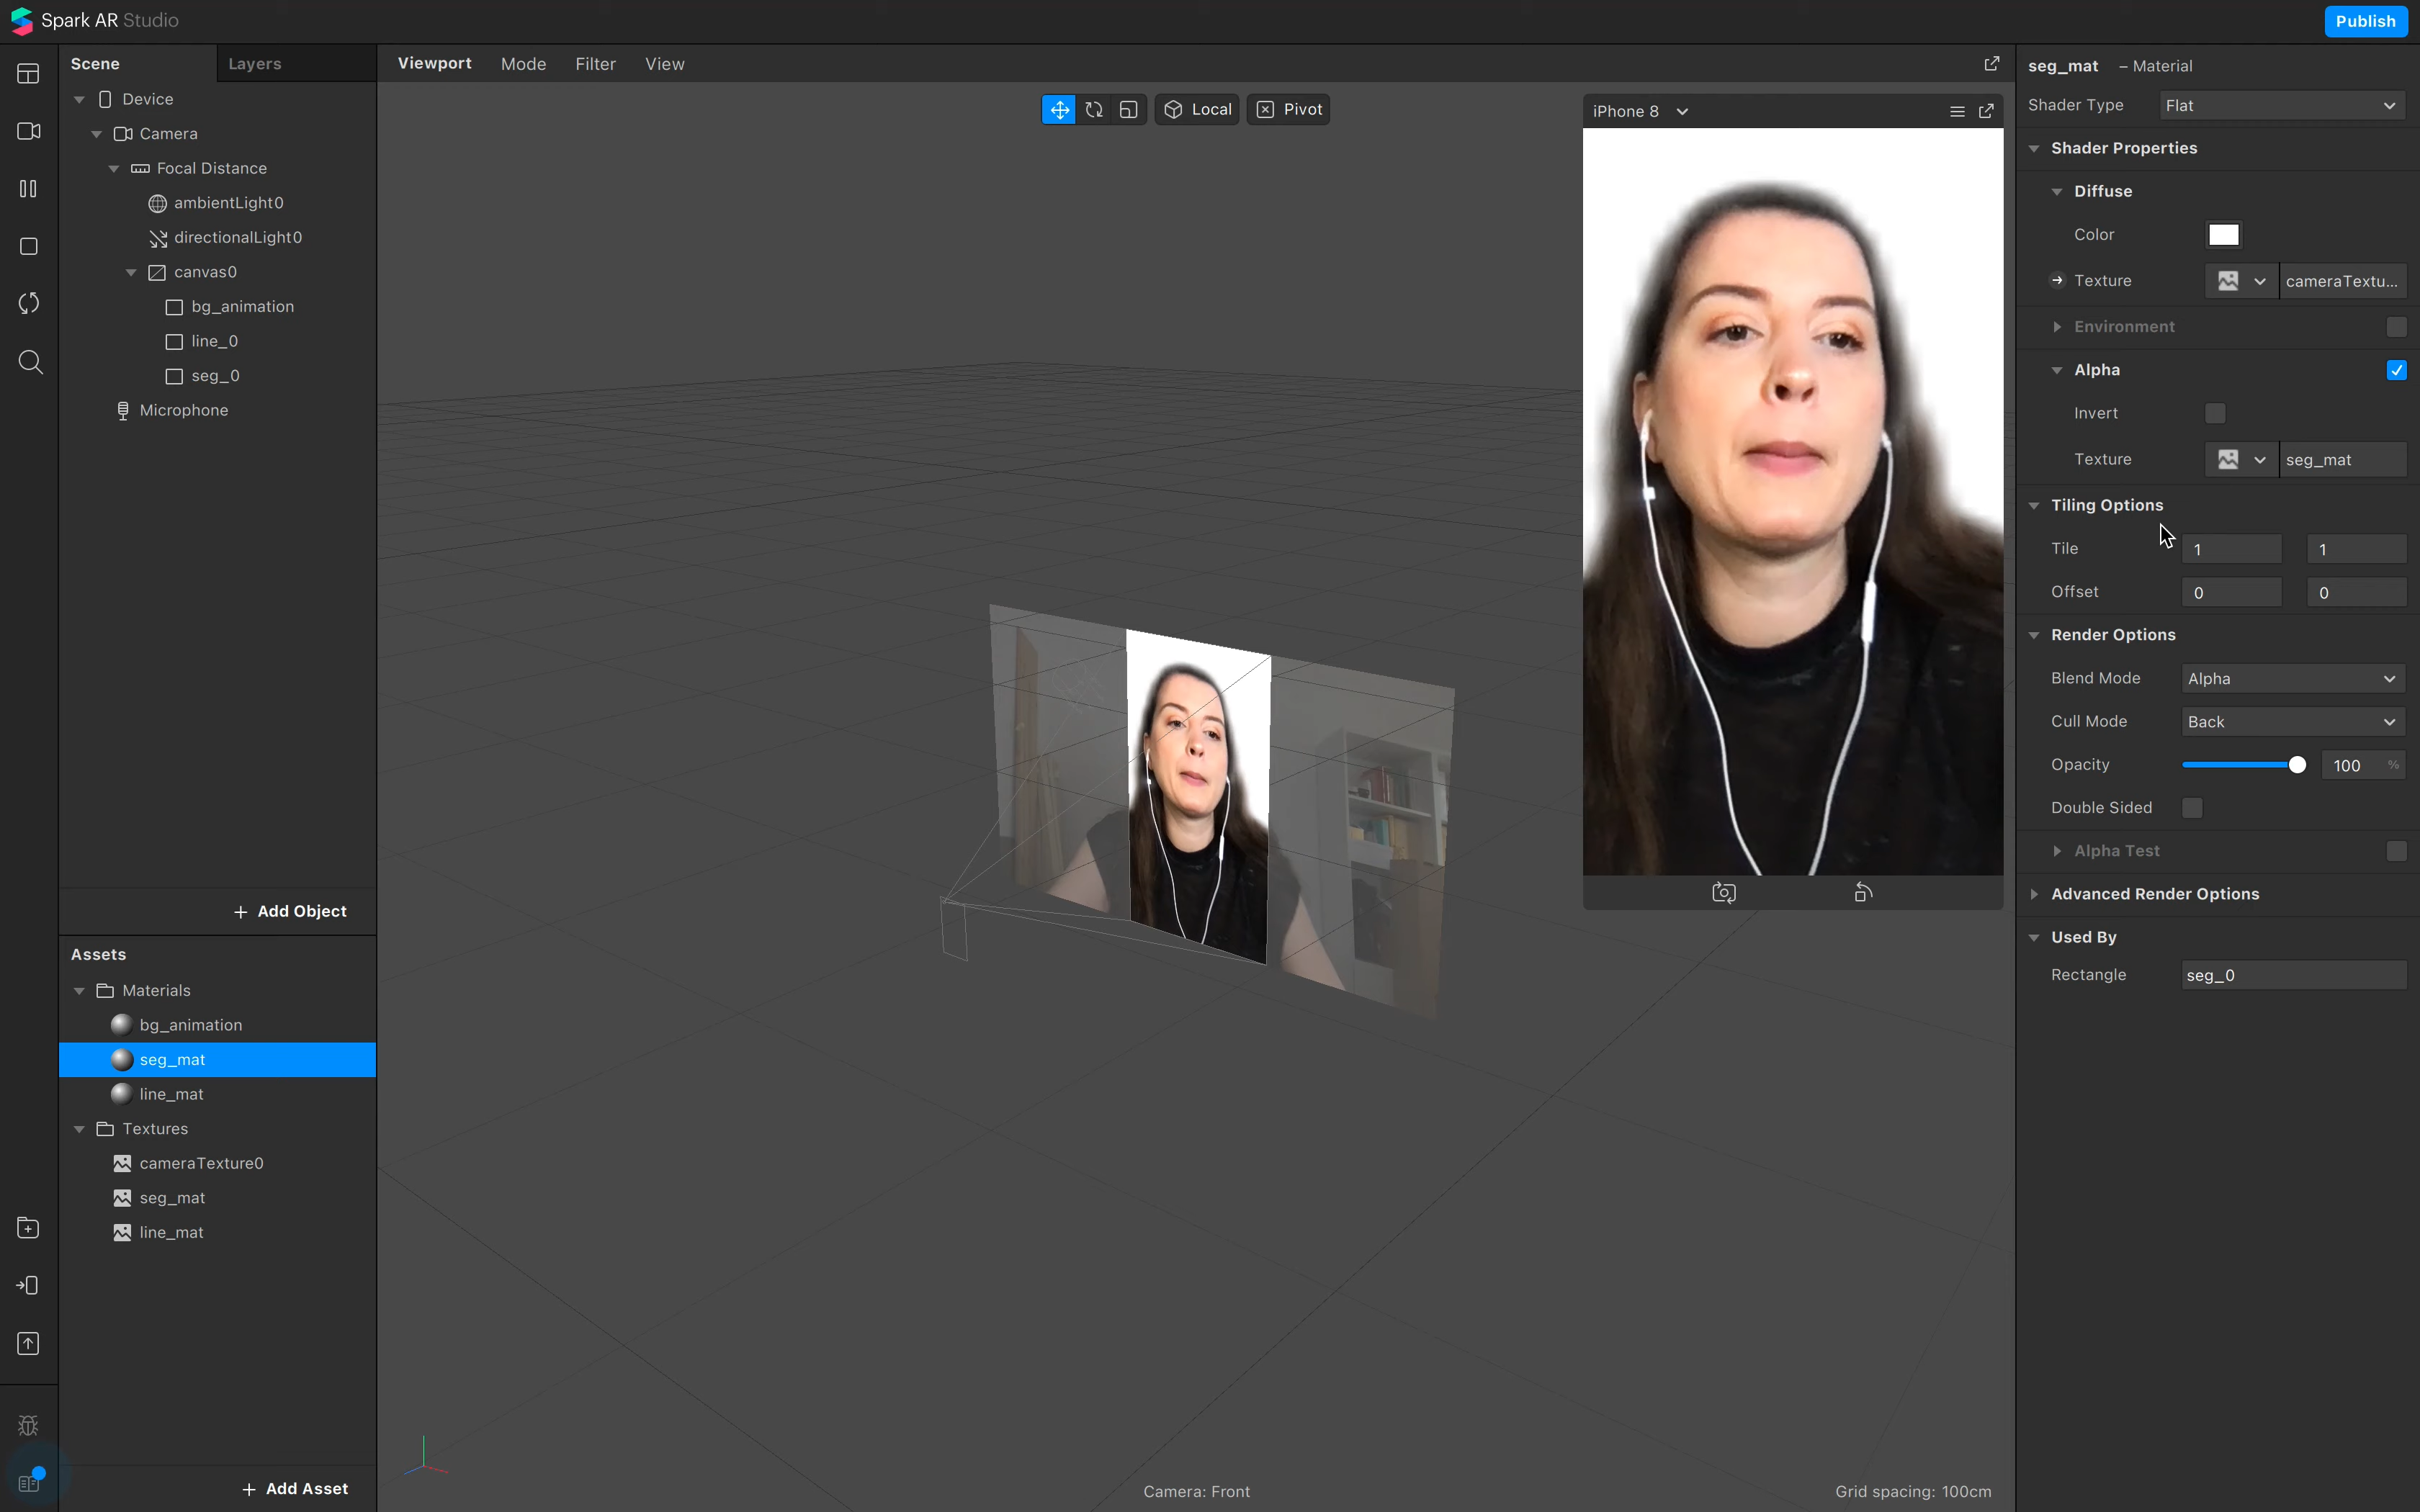 Spark AR Studio
Publish
Scene
Layers
Device
Camera
Focal Distance
ambientLight0
directionalLight0
canvas0
bg_animation
line_0
seg_0
Microphone
+ Add Object
Assets
Materials
bg_animation
seg_mat
line_mat
Textures
cameraTexture0
seg_mat
line_mat
+ Add Asset
Viewport Mode Filter View
Local
Pivot
iPhone 8
Camera: Front
Grid spacing: 100cm
seg_mat – Material
Shader Type Flat
Shader Properties
Diffuse
Color
Texture cameraTextu...
Environment
Alpha
Invert
Texture seg_mat
Tiling Options
Tile 1 1
Offset 0 0
Render Options
Blend Mode Alpha
Cull Mode Back
Opacity 100 %
Double Sided
Alpha Test
Advanced Render Options
Used By
Rectangle seg_0